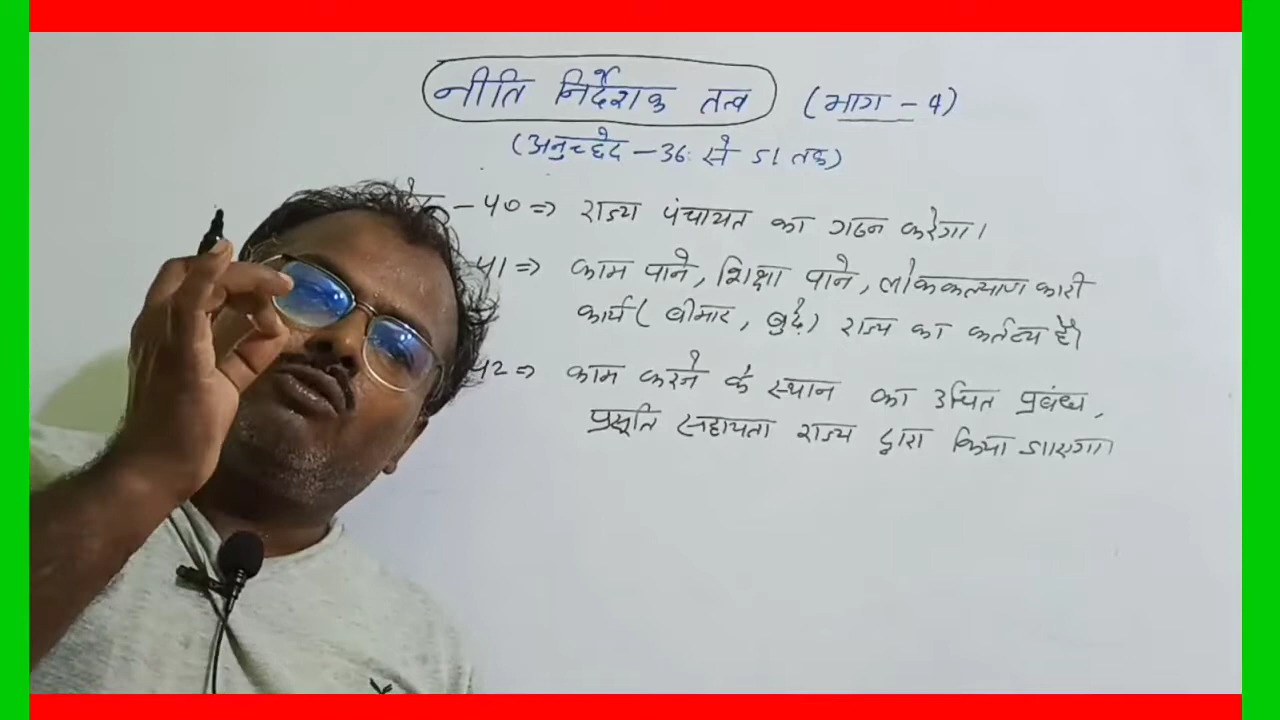 नीति निर्देशक तत्व (भाग - 4)
(अनुच्छेद - 36 से 51 तक)
- 40 ⇒ राज्य पंचायत का गठन करेगा।
41 ⇒ काम पाने, शिक्षा पाने, लोककल्याणकारी
कार्य ( बीमार, बुढ़े) राज्य का कर्तव्य है।
42 ⇒ काम करने के स्थान का उचित प्रबंध,
प्रसूति सहायता राज्य द्वारा किया जाएगा।